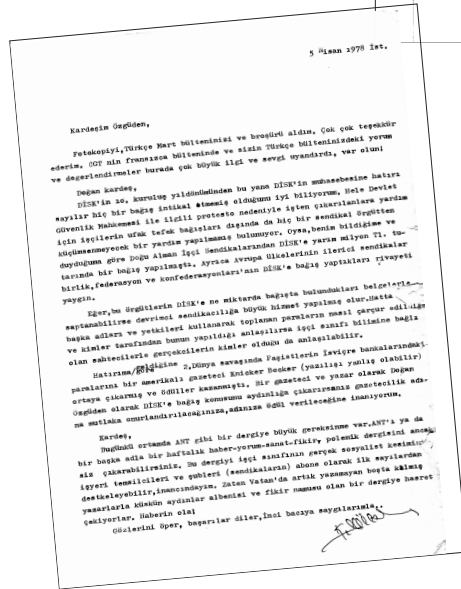 5 Nisan 1978 İst.
Kardeşim Özgüden,
Fotokopiyi,Türkçe Mart bülteninizi ve broşürü aldım. Çok çok teşekkür
ederim. CGT nin fransızca bülteninde ve sizin Türkçe bülteninizdeki yorum
ve değerlendirmeler burada çok büyük ilgi ve sevgi uyandırdı, var olun;
Doğan kardeş,
DİSK'in 10. kuruluş yıldönümünden bu yana DİSK'in muhasebesine hatırı
sayılır hiç bir bağış intikal etmemiş olduğunu iyi biliyorum. Hele Devlet
Güvenlik Mahkemesi ile ilgili protesto nedeniyle işten çıkarılanlara yardım
için işçilerin ufak tefek bağışları dışında da hiç bir sendikal örgütten
küçümsenmeyecek bir yardım yapılmamış bulunuyor. Oysa,benim bildiğime ve
duyduğuma göre Doğu Alman İşçi Sendikalarından DİSK'e yarım milyon Tl. tu-
tarında bir bağış yapılmıştı. Ayrıca Avrupa Ülkelerinin ilerici sendikalar
birlik,federasyon ve konfederasyonları'nın DİSK'e bağış yaptıkları rivayeti
yaygın.
Eğer,bu örgütlerin DİSK'e ne miktarda bağışta bulundukları belgelerle
saptanabilirse devrimci sendikacılığa büyük hizmet yapılmış olur.Hatta
başka adları ve yetkileri kullanarak toplanan paraların nasıl çarçur edildiği
ve kimler tarafından bunun yapıldığı anlaşılırsa işçi sınıfı bilimine bağlı
olan sahtecilerle gerçekçilerin kimler olduğu da anlaşılabilir.
Hatırıma/göre geldiğine 2.Dünya savaşında Faşistlerin İsviçre bankalarındaki
paralarını bir amerikalı gazeteci Knicker Bocker (yazılışı yanlış olabilir)
ortaya çıkarmış ve ödüller kazanmıştı. Bir gazeteci ve yazar olarak Doğan
Özgüden olarak DİSK'e bağış konusunu aydınlığa çıkarırsanız gazetecilik adı-
na mutlaka onurlandırılacağınıza,adınıza ödül verileceğine inanıyorum.
Kardeş,
Bugünkü ortamda ANT gibi bir dergiye büyük gereksinme var.ANT'ı ya da
bir başka adla bir haftalık haber-yorum-sanat-fikir, polemik dergisini ancak
siz çıkarabilirsiniz. Bu dergiyi işçi sınıfının gerçek sosyalist kesimine
işyeri temsilcileri ve şubleri (sendikaların) abone olarak ilk sayılardan
destkeleyebilir,inancındayım. Zaten Vatan'da artık yazamayan boşta kalmış
yazarlarla küskün aydınlar albenisi ve fikir namusu olan bir dergiye hasret
çekiyorlar. Haberin ola;
Gözlerini öper, başarılar diler,İnci bacıya saygılarımla..